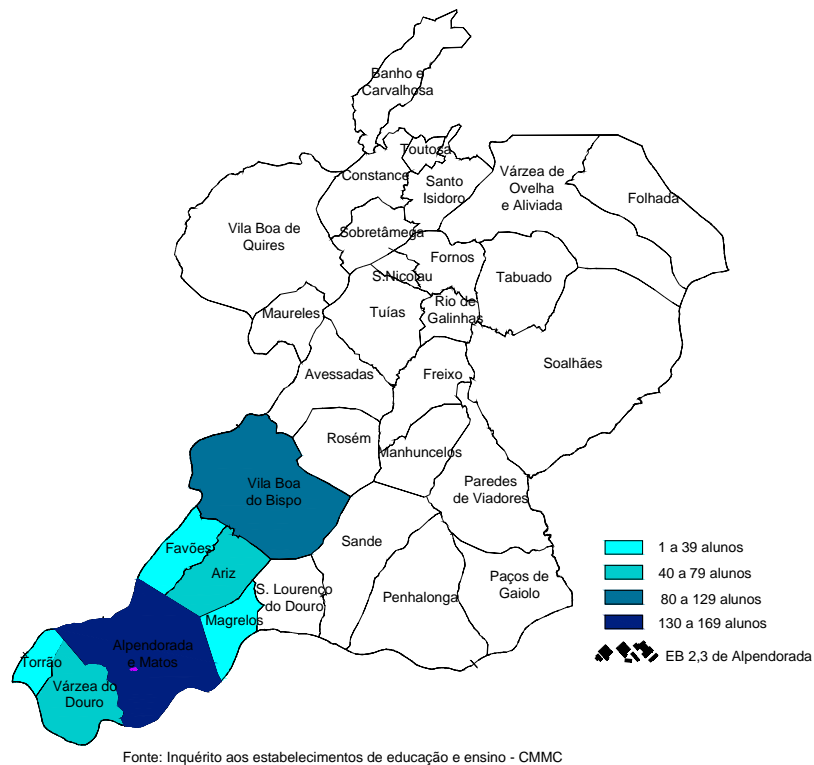 Banho e
Carvalhosa
Toutosa
Constance
Santo
Isidoro
Várzea de
Ovelha
e Aliviada
Folhada
Vila Boa de
Quires
Sobretâmega
Fornos
S.Nicolau
Tabuado
Maureles
Tuías
Rio de
Galinhas
Soalhães
Avessadas
Freixo
Rosém
Manhuncelos
Vila Boa
do Bispo
Paredes
de Viadores
Favões
Sande
Ariz
S. Lourenço
do Douro
Penhalonga
Paços de
Gaiolo
Magrelos
Alpendorada
e Matos
Torrão
Várzea do
Douro
1 a 39 alunos
40 a 79 alunos
80 a 129 alunos
130 a 169 alunos
EB 2,3 de Alpendorada
Fonte: Inquérito aos estabelecimentos de educação e ensino - CMMC